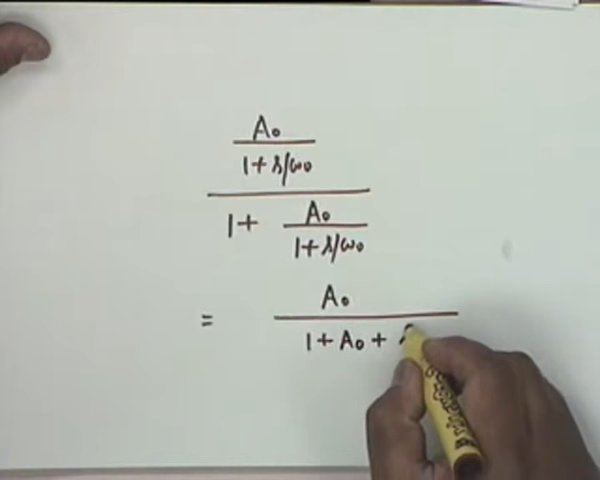 A₀
1+s/ω₀
1+ A₀
1+s/ω₀
= A₀
1+A₀+ s